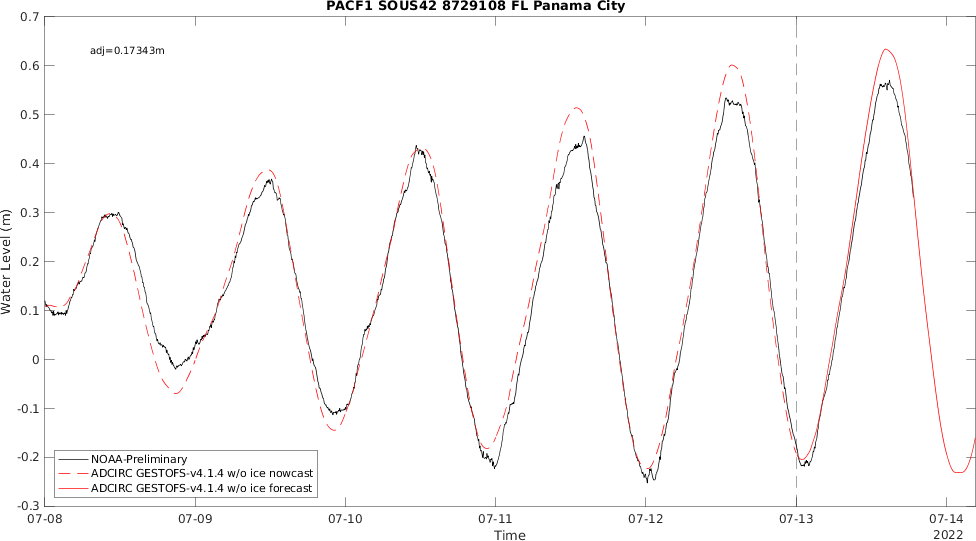 PACF1 SOUS42 8729108 FL Panama City
0.7
0.6
0.5
0.4
0.3
0.2
0.1
0
-0.1
-0.2
-0.3
Water Level (m)
adj=0.17343m
NOAA-Preliminary
ADCIRC GESTOFS-v4.1.4 w/o ice nowcast
ADCIRC GESTOFS-v4.1.4 w/o ice forecast
07-08 07-09 07-10 07-11 07-12 07-13 07-14
Time
2022